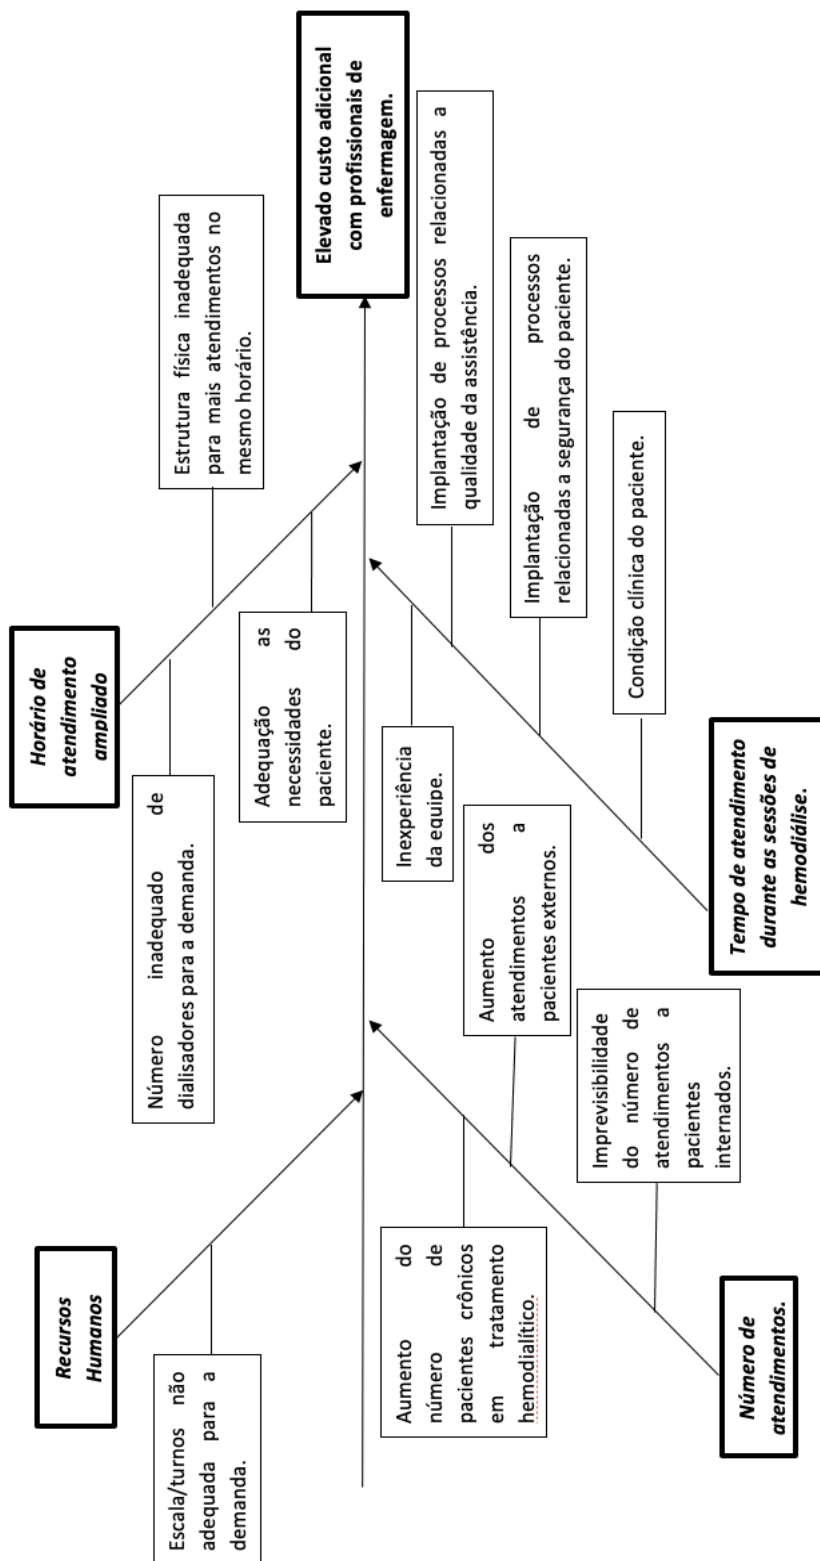 Recursos
Humanos
Escala/turnos não
adequada para a
demanda.
Horário de
atendimento
ampliado
Número inadequado de
dialisadores para a demanda.
Estrutura física inadequada
para mais atendimentos no
mesmo horário.
Adequação as
necessidades do
paciente.
Elevado custo adicional
com profissionais de
enfermagem.
Aumento do
número de
pacientes crônicos
em tratamento
hemodialítico.
Aumento dos
atendimentos a
pacientes externos.
Imprevisibilidade
do número de
atendimentos a
pacientes
internados.
Número de
atendimentos.
Inexperiência
da equipe.
Implantação de processos relacionadas a
qualidade da assistência.
Implantação de processos
relacionadas a segurança do paciente.
Condição clínica do paciente.
Tempo de atendimento
durante as sessões de
hemodiálise.